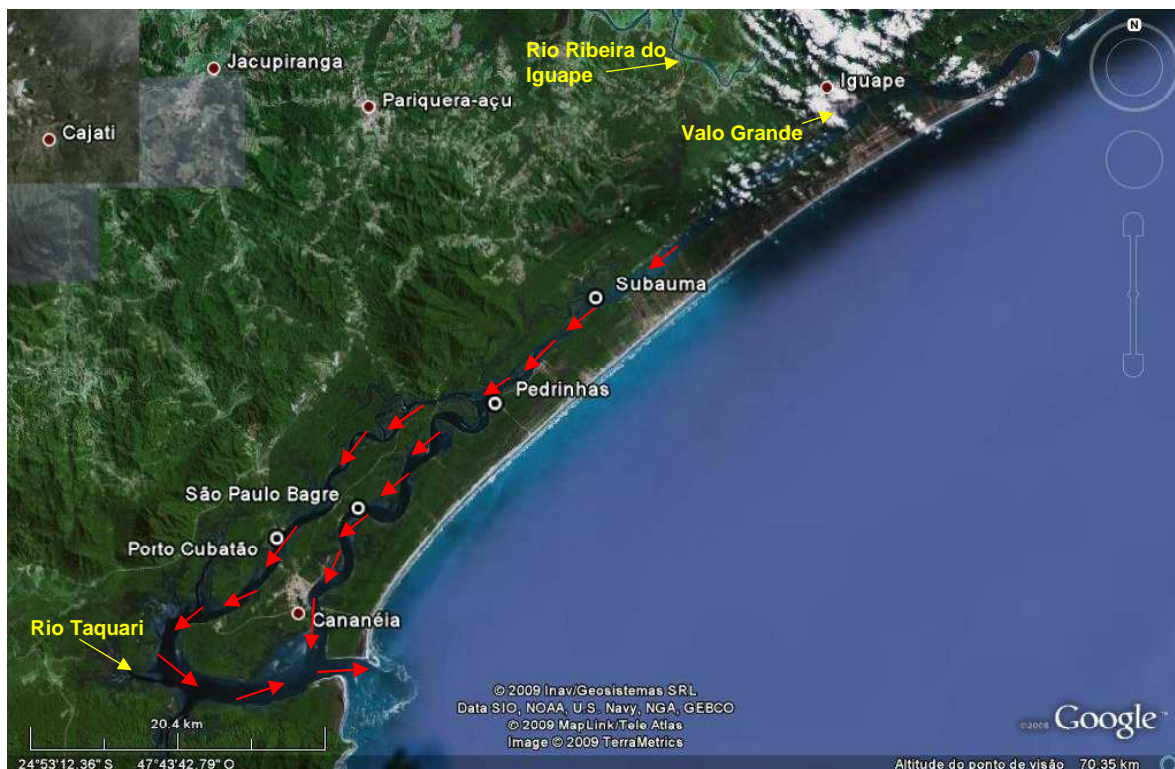 Rio Ribeira do
Iguape
N
Jacupiranga
Iguape
Pariquera-açu
Cajati
Valo Grande
Subauma
Pedrinhas
São Paulo Bagre
Porto Cubatão
Cananéia
Rio Taquari
© 2009 Inav/Geosistemas SRL
Data SIO, NOAA, U.S. Navy, NGA, GEBCO
© 2009 MapLink/Tele Atlas
Image © 2009 TerraMetrics
20.4 km
©2008 Google™
24°53'12.36" S 47°43'42.79" O
Altitude do ponto de visão 70.35 km